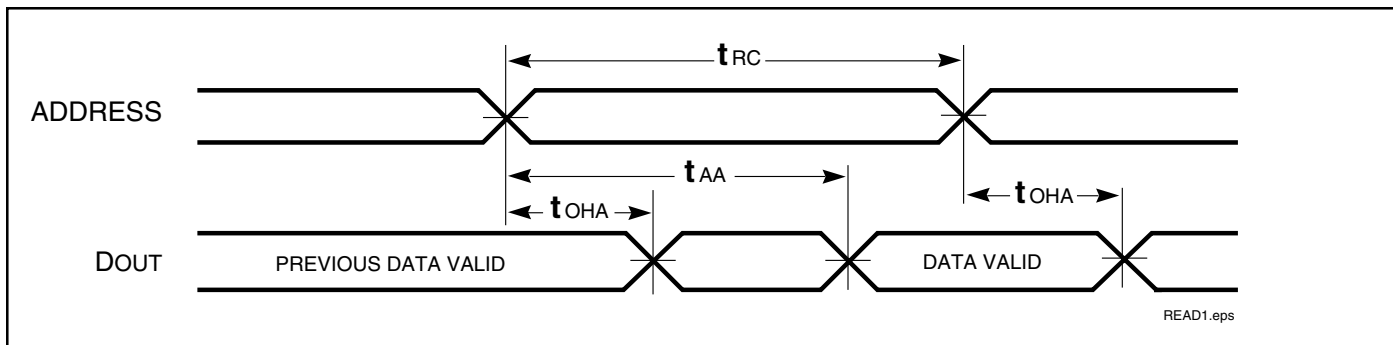 tRC
ADDRESS
tAA
tOHA
tOHA
DOUT
PREVIOUS DATA VALID
DATA VALID
READ1.eps